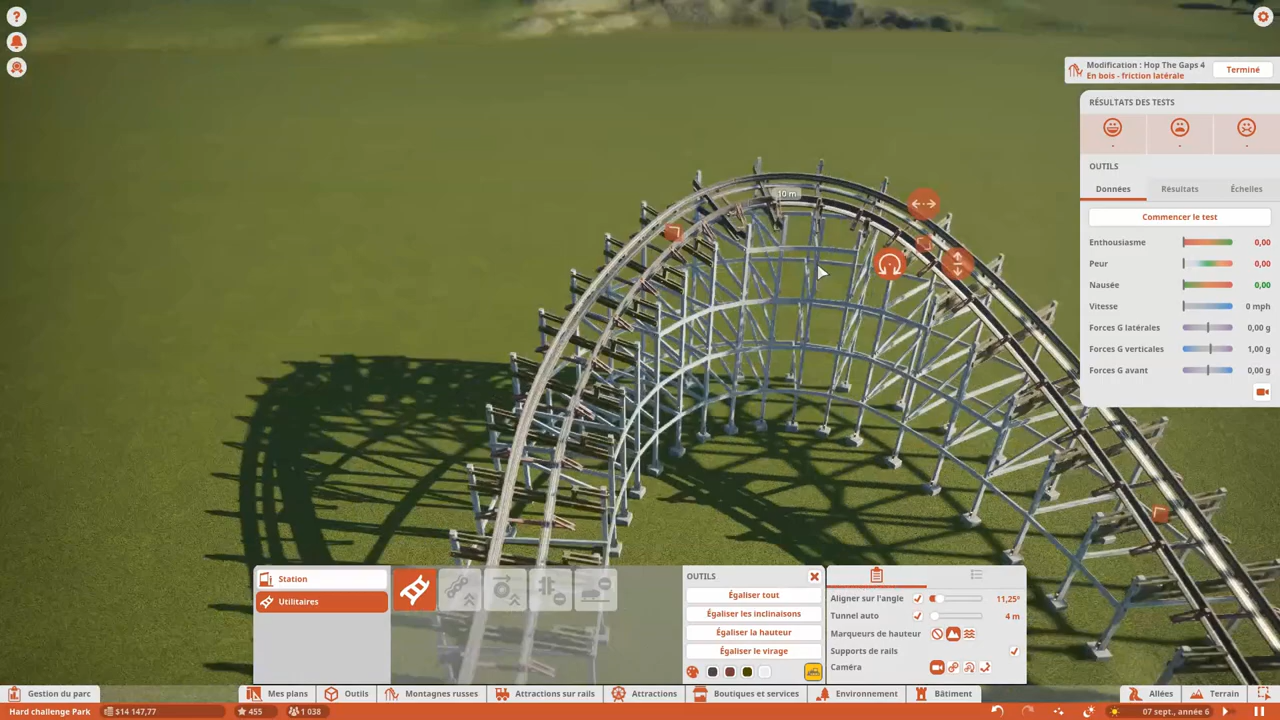 Modification : Hop The Gaps 4
En bois - friction latérale
Terminé
RÉSULTATS DES TESTS
- - -
OUTILS
Données Résultats Échelles
Commencer le test
Enthousiasme 0,00
Peur 0,00
Nausée 0,00
Vitesse 0 mph
Forces G latérales 0,00 g
Forces G verticales 1,00 g
Forces G avant 0,00 g
10 m
Station
Utilitaires
OUTILS
Égaliser tout
Égaliser les inclinaisons
Égaliser la hauteur
Égaliser le virage
Aligner sur l'angle 11,25°
Tunnel auto 4 m
Marqueurs de hauteur
Supports de rails
Caméra
Gestion du parc Mes plans Outils Montagnes russes Attractions sur rails Attractions Boutiques et services Environnement Bâtiment Allées Terrain
Hard challenge Park $14 147,77 455 1 038 07 sept., année 6